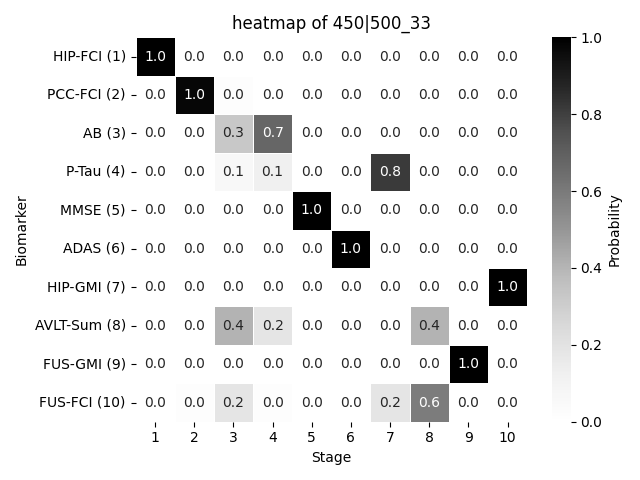 heatmap of 450|500_33
HIP-FCI (1) 1.0 0.0 0.0 0.0 0.0 0.0 0.0 0.0 0.0 0.0
PCC-FCI (2) 0.0 1.0 0.0 0.0 0.0 0.0 0.0 0.0 0.0 0.0
AB (3) 0.0 0.0 0.3 0.7 0.0 0.0 0.0 0.0 0.0 0.0
P-Tau (4) 0.0 0.0 0.1 0.1 0.0 0.0 0.8 0.0 0.0 0.0
MMSE (5) 0.0 0.0 0.0 0.0 1.0 0.0 0.0 0.0 0.0 0.0
ADAS (6) 0.0 0.0 0.0 0.0 0.0 1.0 0.0 0.0 0.0 0.0
HIP-GMI (7) 0.0 0.0 0.0 0.0 0.0 0.0 0.0 0.0 0.0 1.0
AVLT-Sum (8) 0.0 0.0 0.4 0.2 0.0 0.0 0.0 0.4 0.0 0.0
FUS-GMI (9) 0.0 0.0 0.0 0.0 0.0 0.0 0.0 0.0 1.0 0.0
FUS-FCI (10) 0.0 0.0 0.2 0.0 0.0 0.0 0.2 0.6 0.0 0.0
1 2 3 4 5 6 7 8 9 10
Stage
Biomarker
1.0
0.8
0.6
0.4
0.2
0.0
Probability